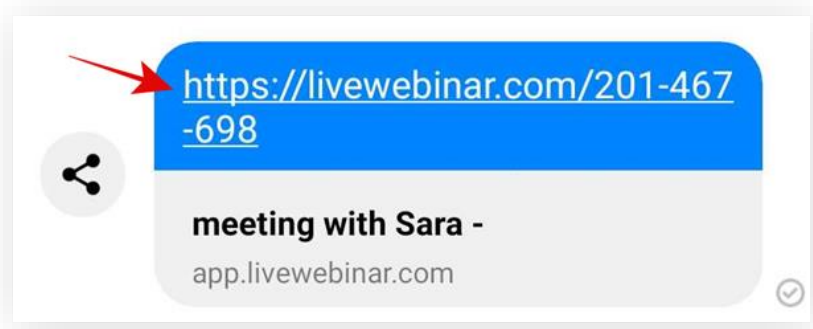 https://livewebinar.com/201-467
-698
meeting with Sara -
app.livewebinar.com